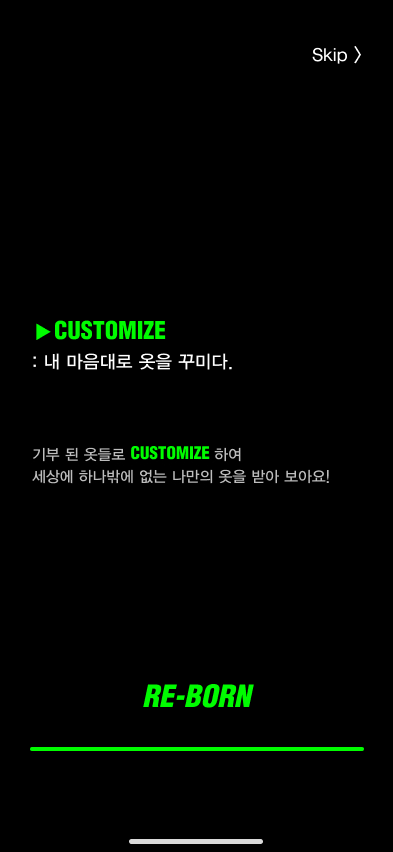 Skip 〉
▶CUSTOMIZE
: 내 마음대로 옷을 꾸미다.
기부 된 옷들로 CUSTOMIZE 하여
세상에 하나밖에 없는 나만의 옷을 받아 보아요!
RE-BORN